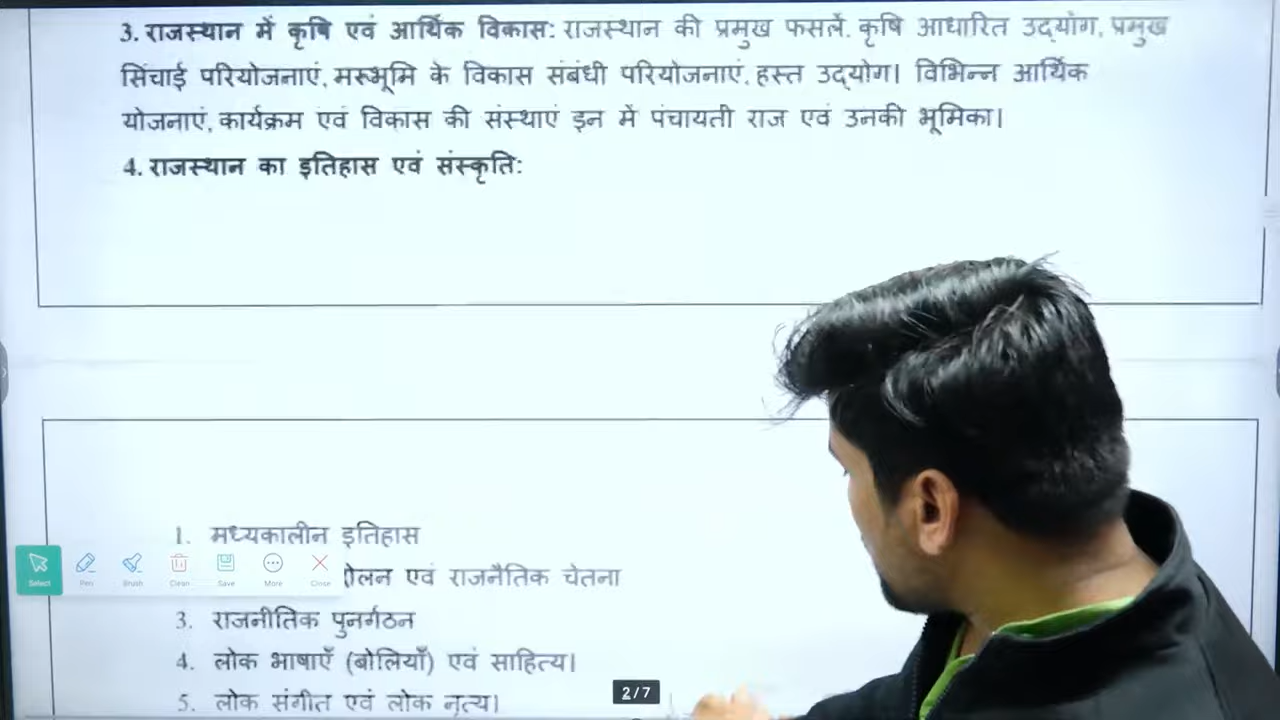 3. राजस्थान में कृषि एवं आर्थिक विकास: राजस्थान की प्रमुख फसलें. कृषि आधारित उद्योग, प्रमुख
सिंचाई परियोजनाएं, मरूभूमि के विकास संबंधी परियोजनाएं, हस्त उद्योग। विभिन्न आर्थिक
योजनाएं, कार्यक्रम एवं विकास की संस्थाएं इन में पंचायती राज एवं उनकी भूमिका।
4. राजस्थान का इतिहास एवं संस्कृति:
1. मध्यकालीन इतिहास
Select Pen Brush Clean Save More Close
एवं राजनैतिक चेतना
3. राजनीतिक पुनर्गठन
4. लोक भाषाएँ (बोलियाँ) एवं साहित्य।
5. लोक संगीत एवं लोक नृत्य।
2/7